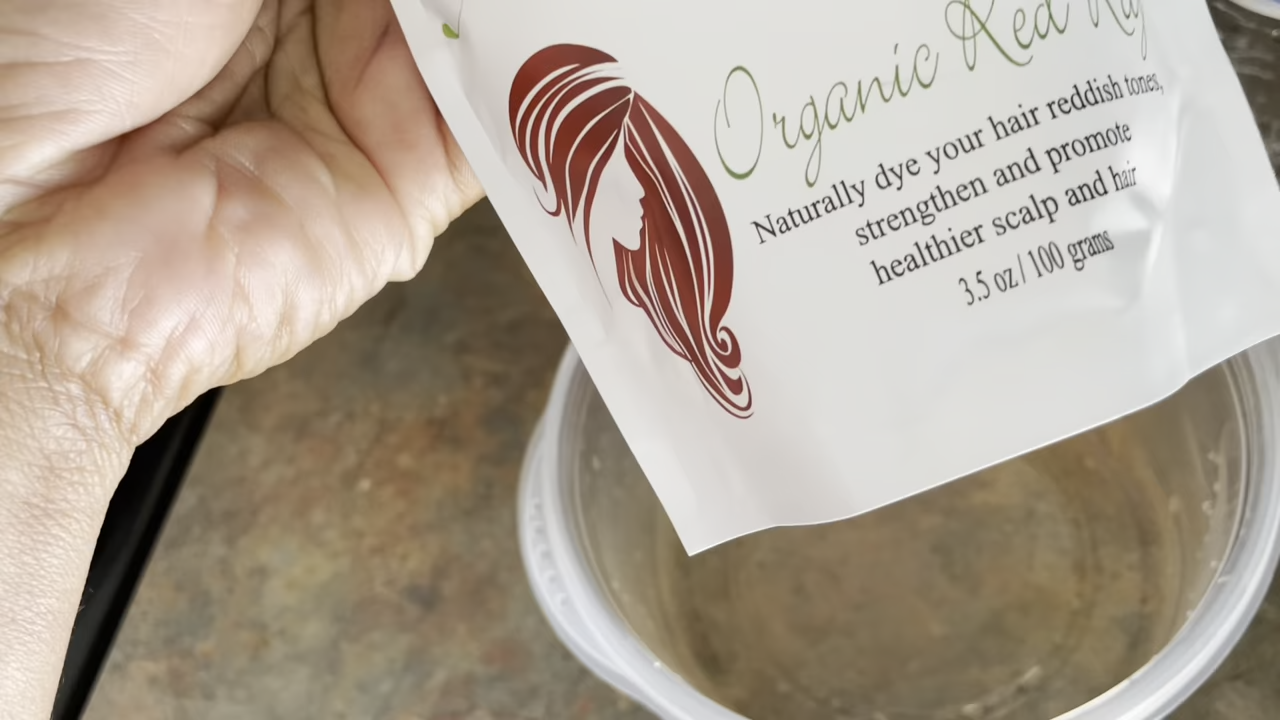 Organic Red
Naturally dye your hair reddish tones,
strengthen and promote
healthier scalp and hair
3.5 oz / 100 grams